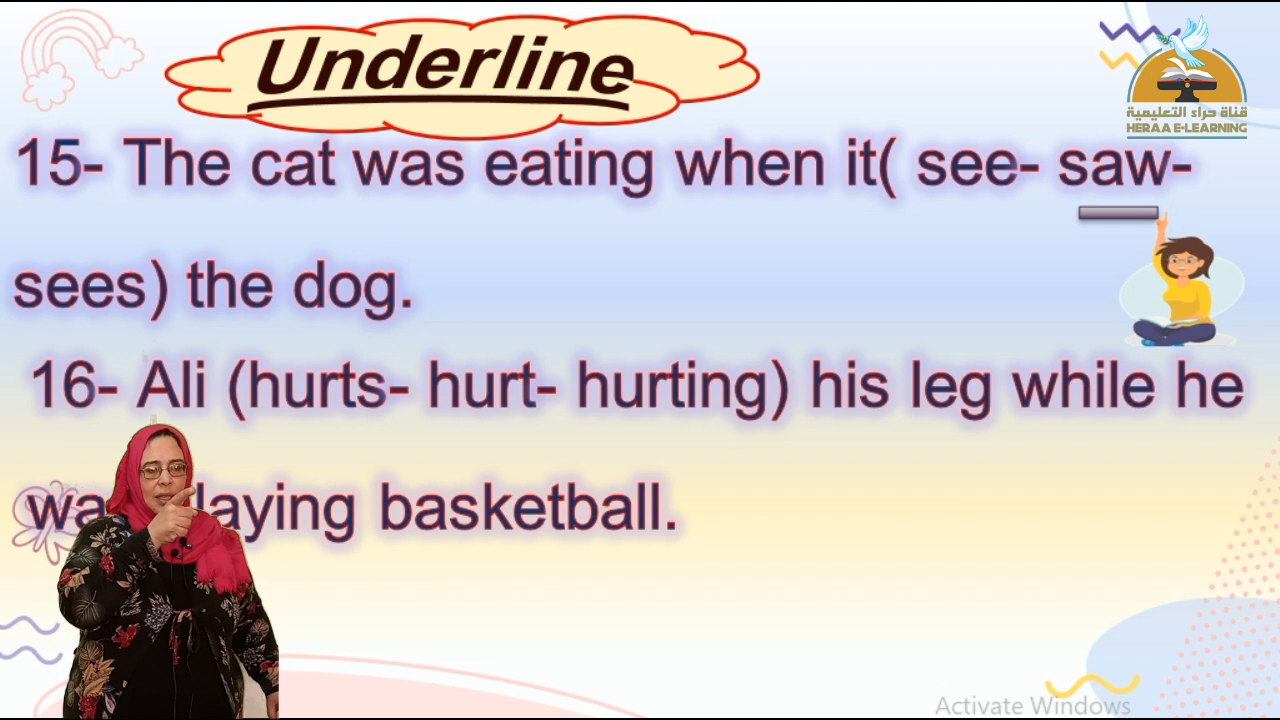 Underline
قناة حراء التعليمية
HERAA E-LEARNING
15- The cat was eating when it( see- saw-
sees) the dog.
16- Ali (hurts- hurt- hurting) his leg while he
basketball.
Activate Windows